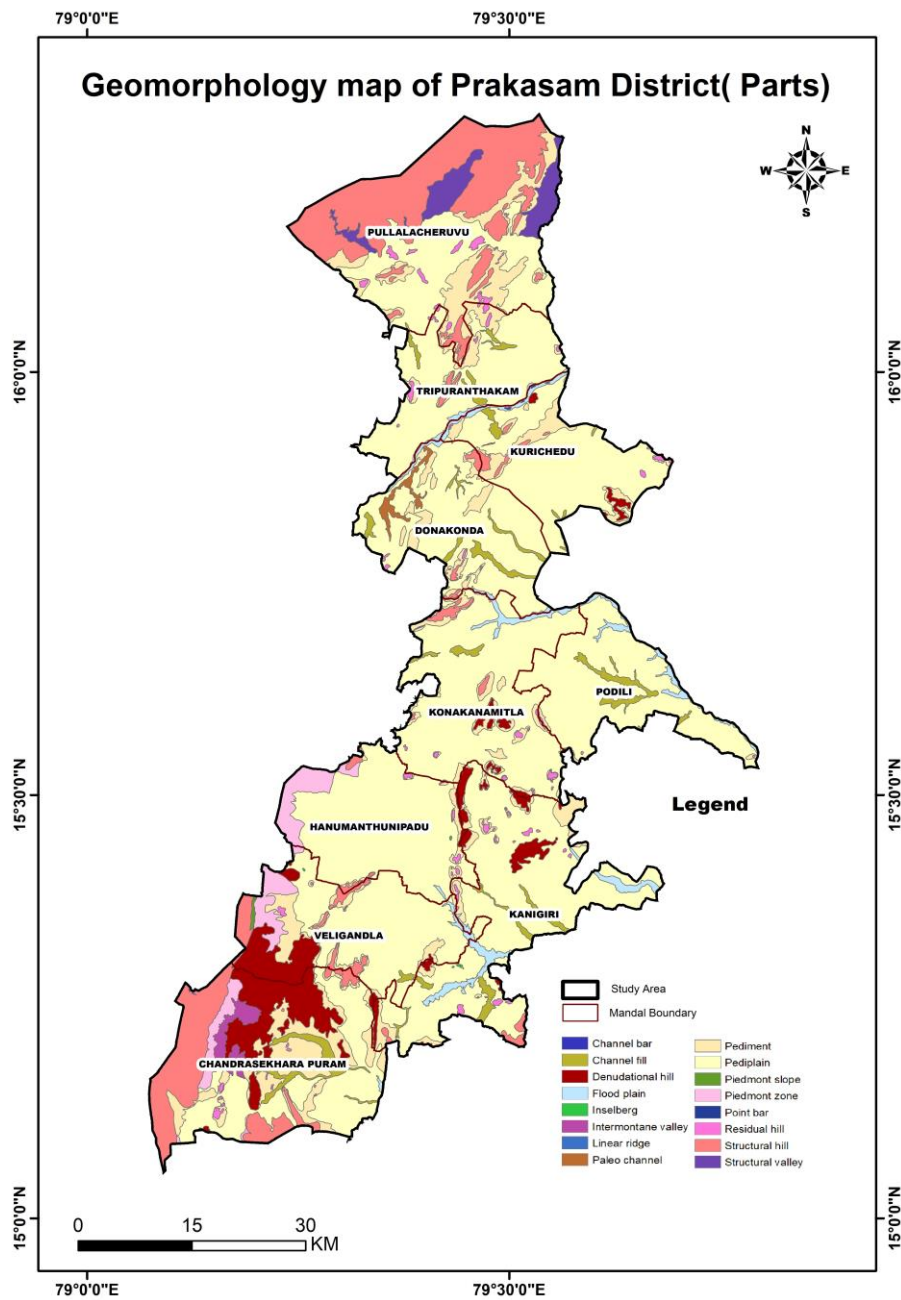 79°0'0"E
79°30'0"E
Geomorphology map of Prakasam District( Parts)
N
W
E
S
PULLALACHERUVU
16°0'0"N
16°0'0"N
TRIPURANTHAKAM
KURICHEDU
DONAKONDA
PODILI
KONAKANAMITLA
15°30'0"N
15°30'0"N
Legend
HANUMANTHUNIPADU
KANIGIRI
VELIGANDLA
CHANDRASEKHARA PURAM
Study Area
Mandal Boundary
Channel bar
Channel fill
Denudational hill
Flood plain
Inselberg
Intermontane valley
Linear ridge
Paleo channel
Pediment
Pediplain
Piedmont slope
Piedmont zone
Point bar
Residual hill
Structural hill
Structural valley
15°0'0"N
15°0'0"N
0
15
30
KM
79°0'0"E
79°30'0"E